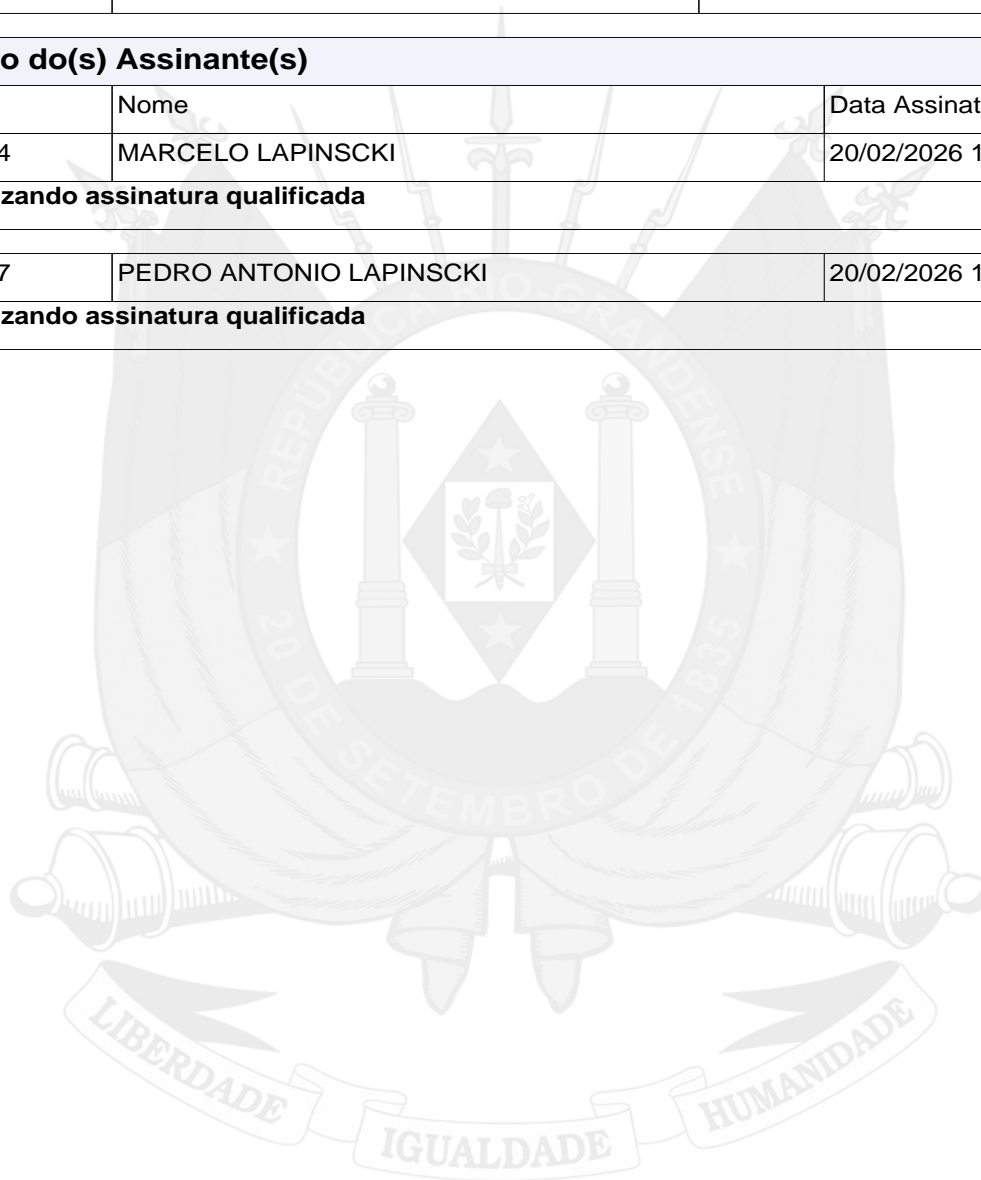 o do(s) Assinante(s)
Nome Data Assinat
4 MARCELO LAPINSCKI 20/02/2026 1
zando assinatura qualificada
7 PEDRO ANTONIO LAPINSCKI 20/02/2026 1
zando assinatura qualificada
REPÚBLICA RIO-GRANDENSE
20 DE SETEMBRO DE 1835
LIBERDADE
IGUALDADE
HUMANIDADE